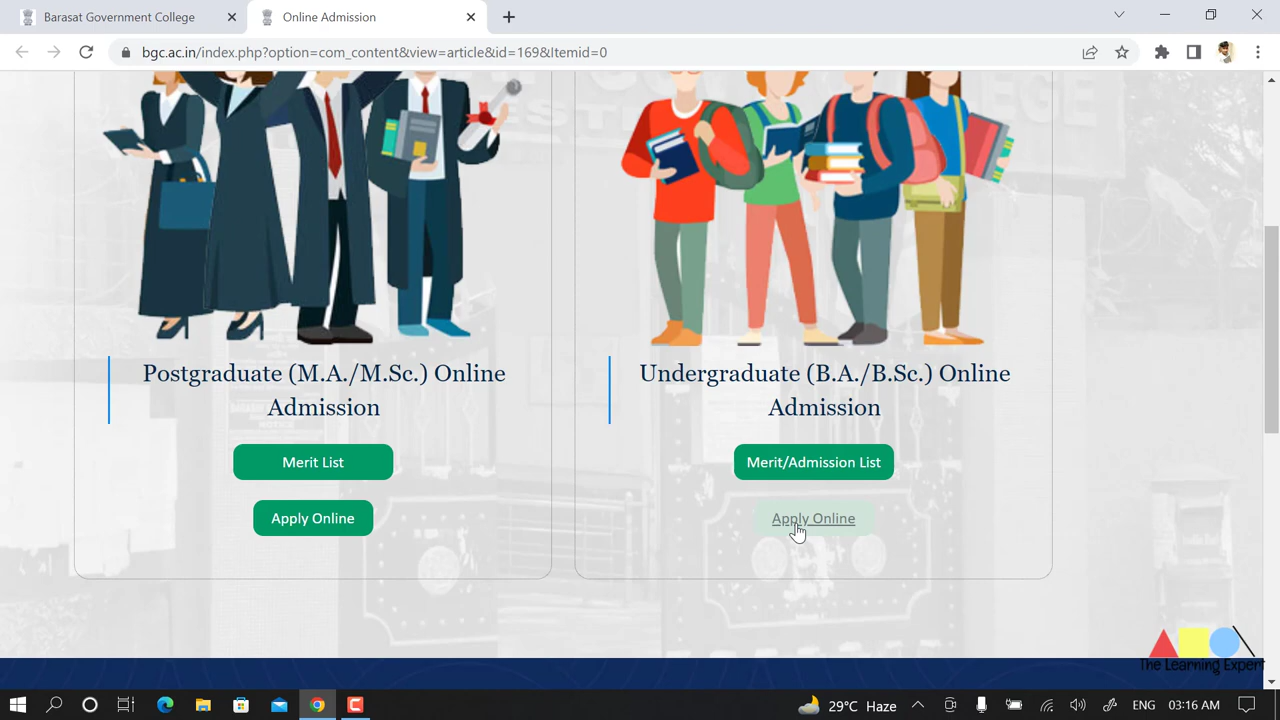 Barasat Government College
Online Admission
bgc.ac.in/index.php?option=com_content&view=article&id=169&Itemid=0
Postgraduate (M.A./M.Sc.) Online
Admission
Merit List
Apply Online
Undergraduate (B.A./B.Sc.) Online
Admission
Merit/Admission List
Apply Online
The Learning Expert
29°C Haze
ENG
03:16 AM